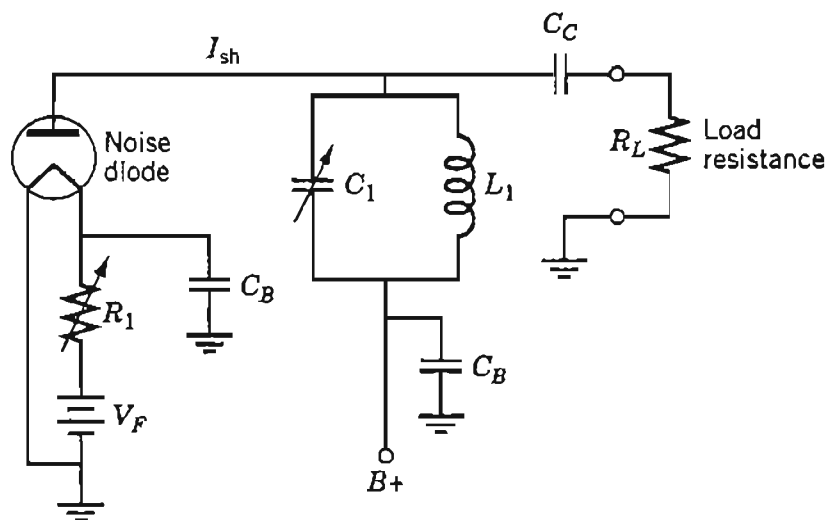 I_sh
C_C
Noise
diode
C_1
L_1
R_L
Load
resistance
R_1
C_B
C_B
V_F
B+